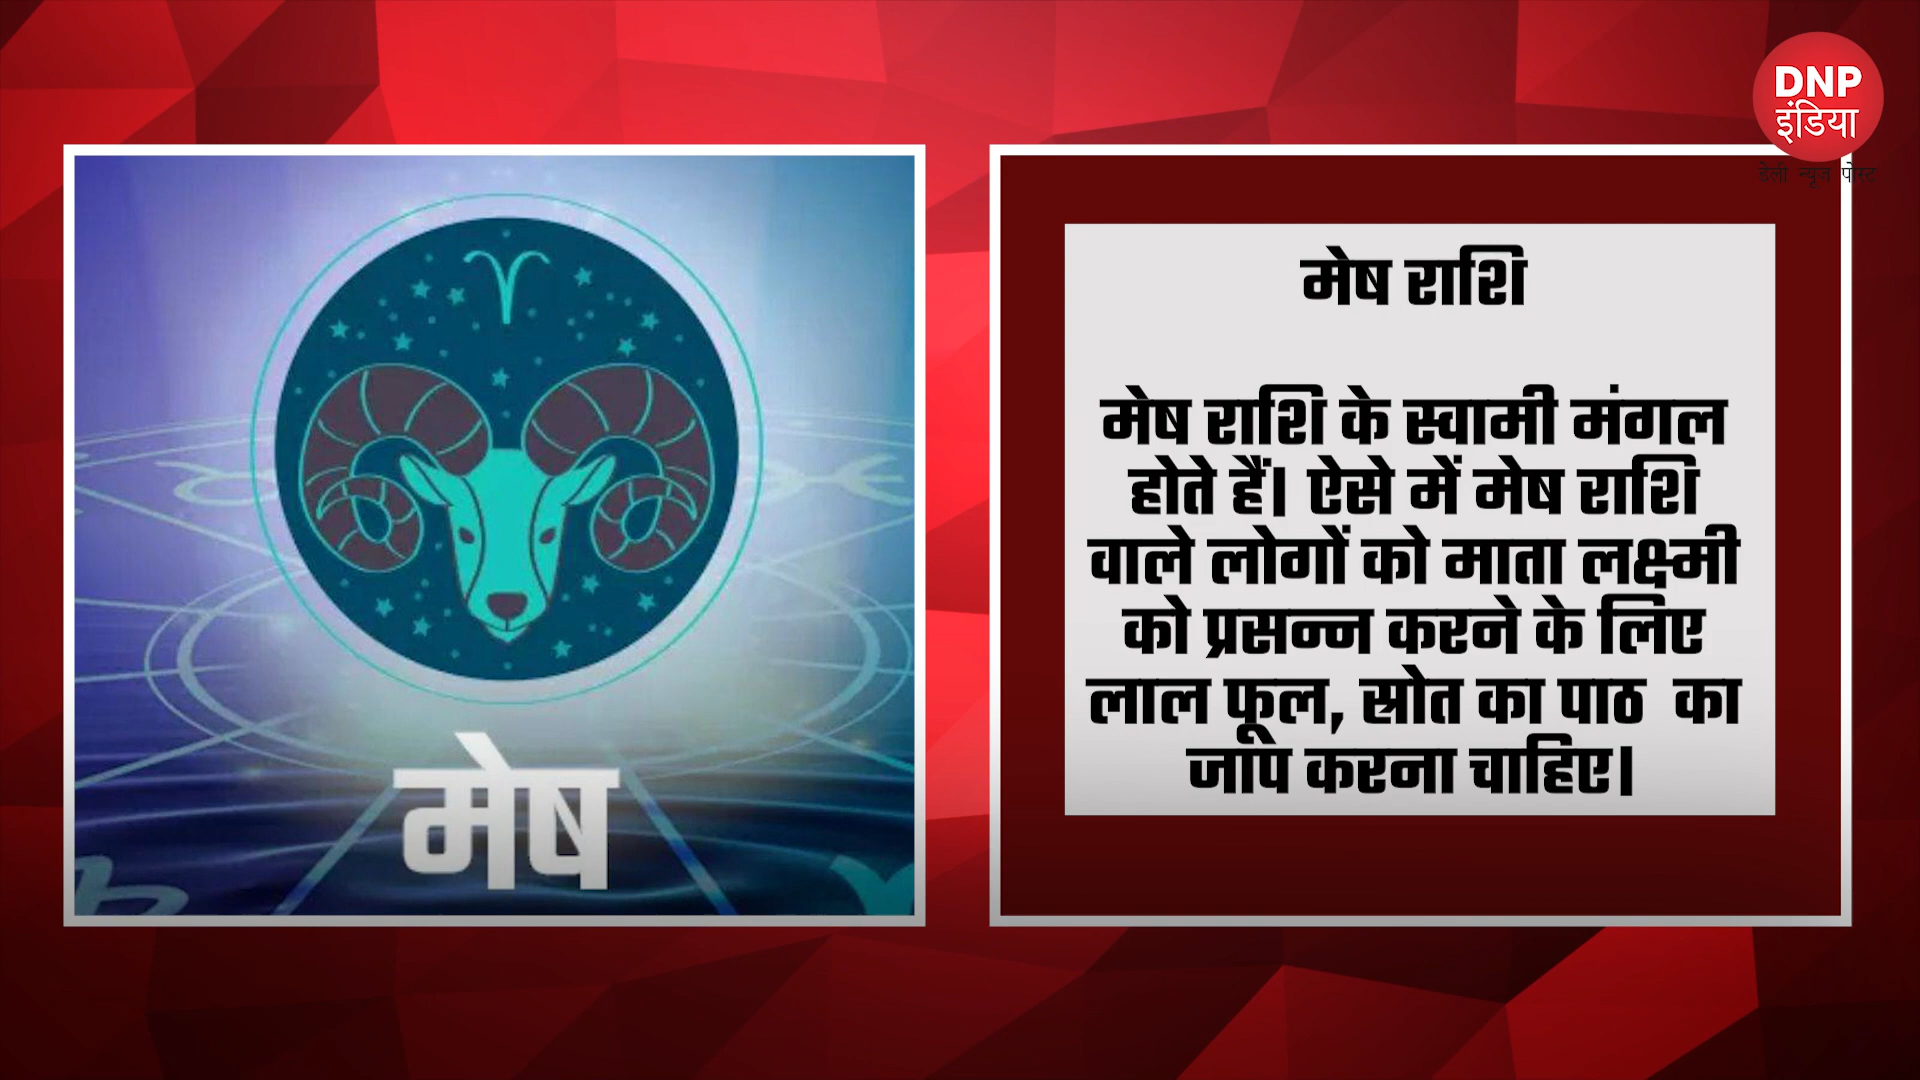 DNP
इंडिया
डेली न्यूज़ पोस्ट
मेष
मेष राशि
मेष राशि के स्वामी मंगल
होते हैं। ऐसे में मेष राशि
वाले लोगों को माता लक्ष्मी
को प्रसन्न करने के लिए
लाल फूल, स्रोत का पाठ का
जाप करना चाहिए।